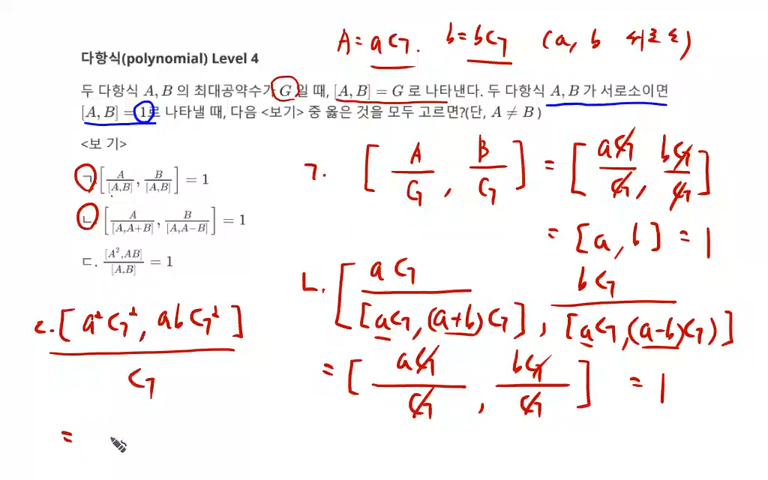 A = aG. b = bG (a, b 서로소)
다항식(polynomial) Level 4
두 다항식 A, B 의 최대공약수가 G 일 때, [A, B] = G 로 나타낸다. 두 다항식 A, B 가 서로소이면
[A, B] = 1로 나타낼 때, 다음 <보기> 중 옳은 것을 모두 고르면?(단, A ≠ B )
<보 기>
ㄱ. [A/[A,B], B/[A,B]] = 1
ㄴ. [A/[A,A+B], B/[A,A−B]] = 1
ㄷ. [A²,AB]/[A,B] = 1
ㄱ. [A/G, B/G] = [aG/G, bG/G]
= [a, b] = 1
ㄴ. [aG/[aG,(a+b)G], bG/[aG,(a-b)G]]
= [aG/G, bG/G] = 1
ㄷ. [a²G², abG²]/G
=